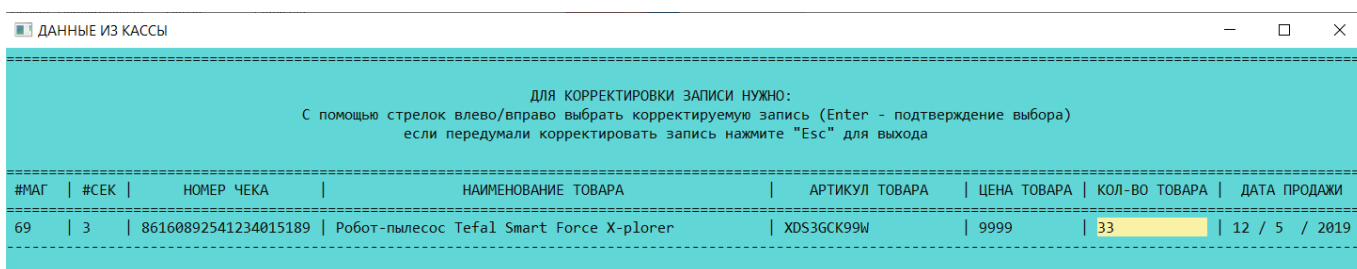 ДАННЫЕ ИЗ КАССЫ
ДЛЯ КОРРЕКТИРОВКИ ЗАПИСИ НУЖНО:
С помощью стрелок влево/вправо выбрать корректируемую запись (Enter - подтверждение выбора)
если передумали корректировать запись нажмите "Esc" для выхода
#МАГ | #СЕК | НОМЕР ЧЕКА | НАИМЕНОВАНИЕ ТОВАРА | АРТИКУЛ ТОВАРА | ЦЕНА ТОВАРА | КОЛ-ВО ТОВАРА | ДАТА ПРОДАЖИ
69 | 3 | 86160892541234015189 | Робот-пылесос Tefal Smart Force X-plorer | XDS3GCK99W | 9999 | 33 | 12 / 5 / 2019